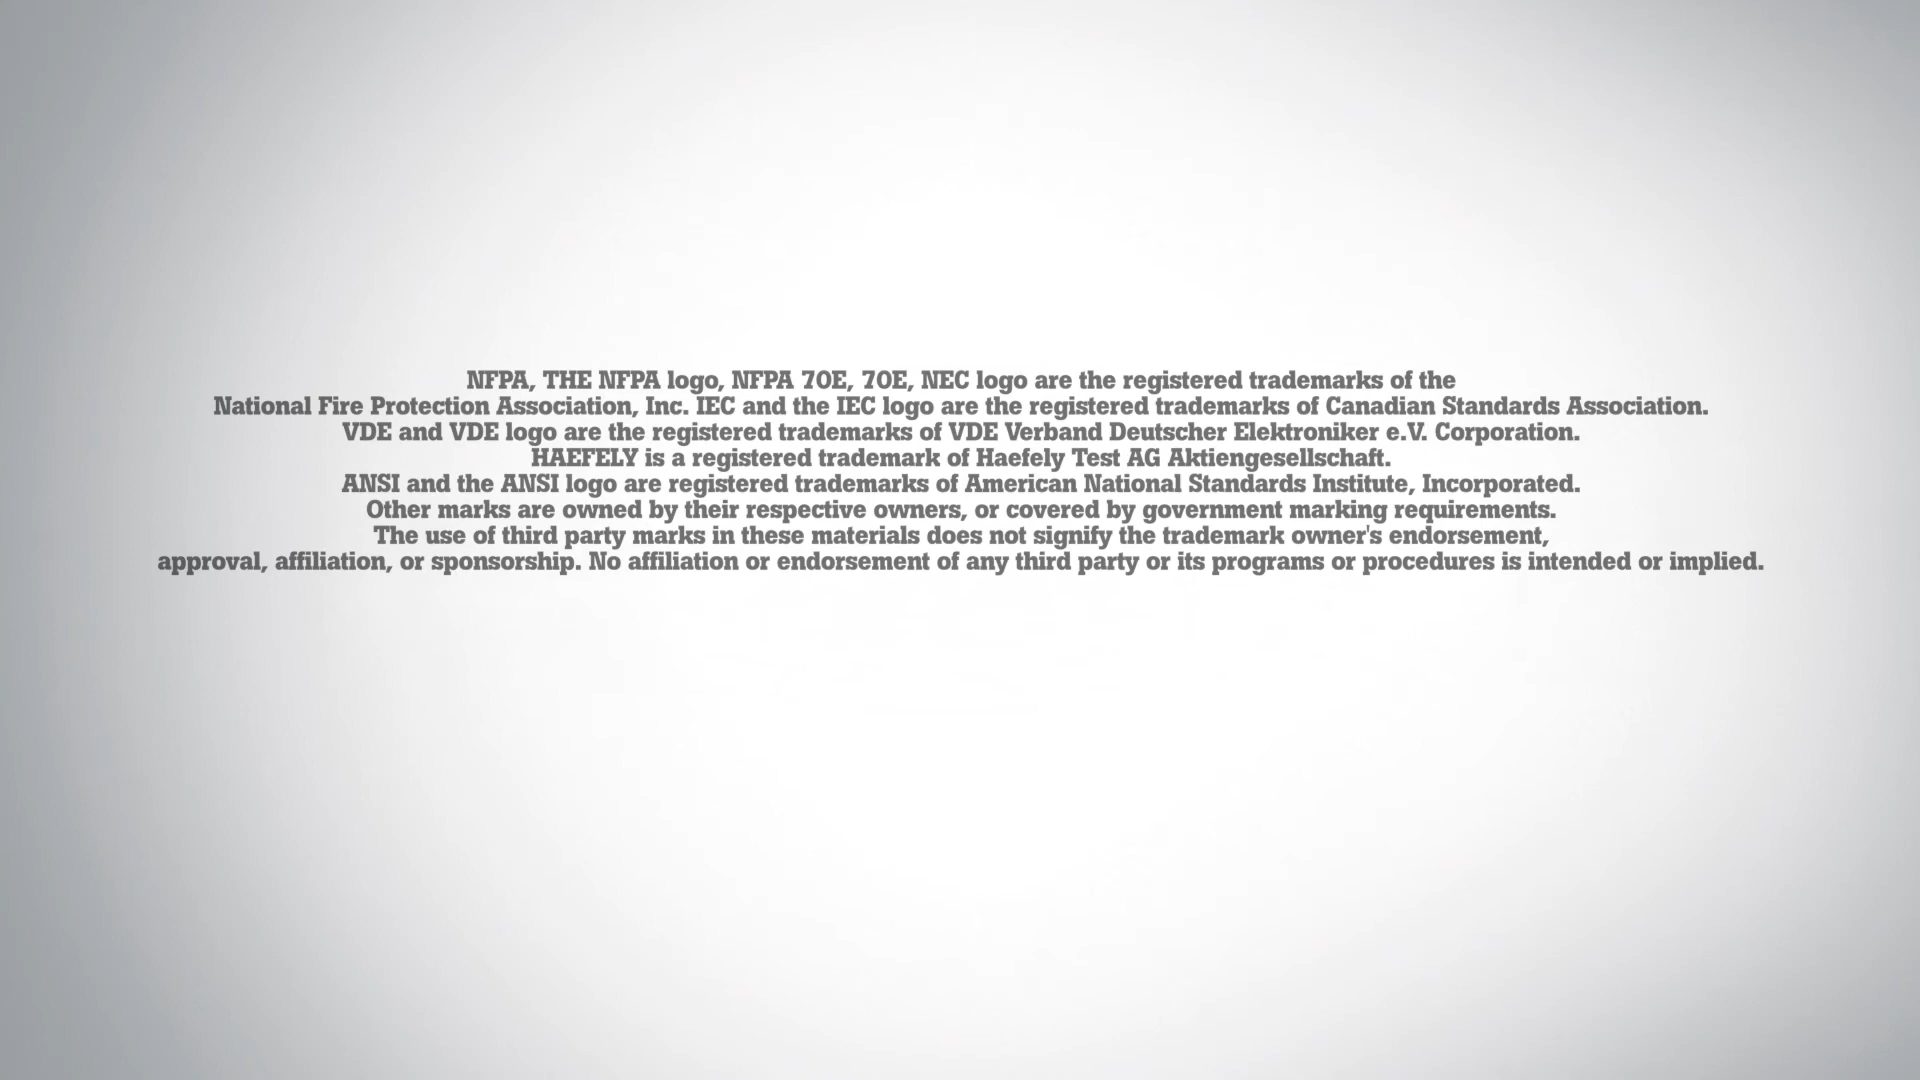 NFPA, THE NFPA logo, NFPA 70E, 70E, NEC logo are the registered trademarks of the
National Fire Protection Association, Inc. IEC and the IEC logo are the registered trademarks of Canadian Standards Association.
VDE and VDE logo are the registered trademarks of VDE Verband Deutscher Elektroniker e.V. Corporation.
HAEFELY is a registered trademark of Haefely Test AG Aktiengesellschaft.
ANSI and the ANSI logo are registered trademarks of American National Standards Institute, Incorporated.
Other marks are owned by their respective owners, or covered by government marking requirements.
The use of third party marks in these materials does not signify the trademark owner's endorsement,
approval, affiliation, or sponsorship. No affiliation or endorsement of any third party or its programs or procedures is intended or implied.